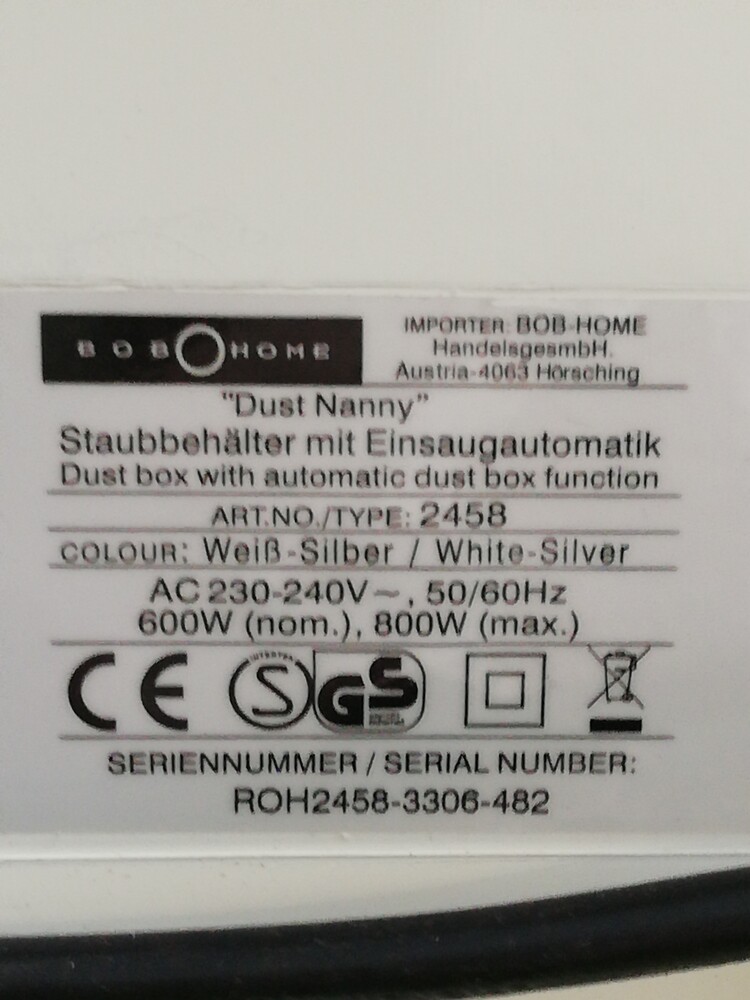 BOB HOME
IMPORTER: BOB-HOME
HandelsgesmbH.
Austria-4063 Hörsching
"Dust Nanny"
Staubbehälter mit Einsaugautomatik
Dust box with automatic dust box function
ART.NO./TYPE: 2458
COLOUR: Weiß-Silber / White-Silver
AC 230-240V~, 50/60Hz
600W (nom.), 800W (max.)
CE INTERTEK S GS
SERIENNUMMER / SERIAL NUMBER:
ROH2458-3306-482